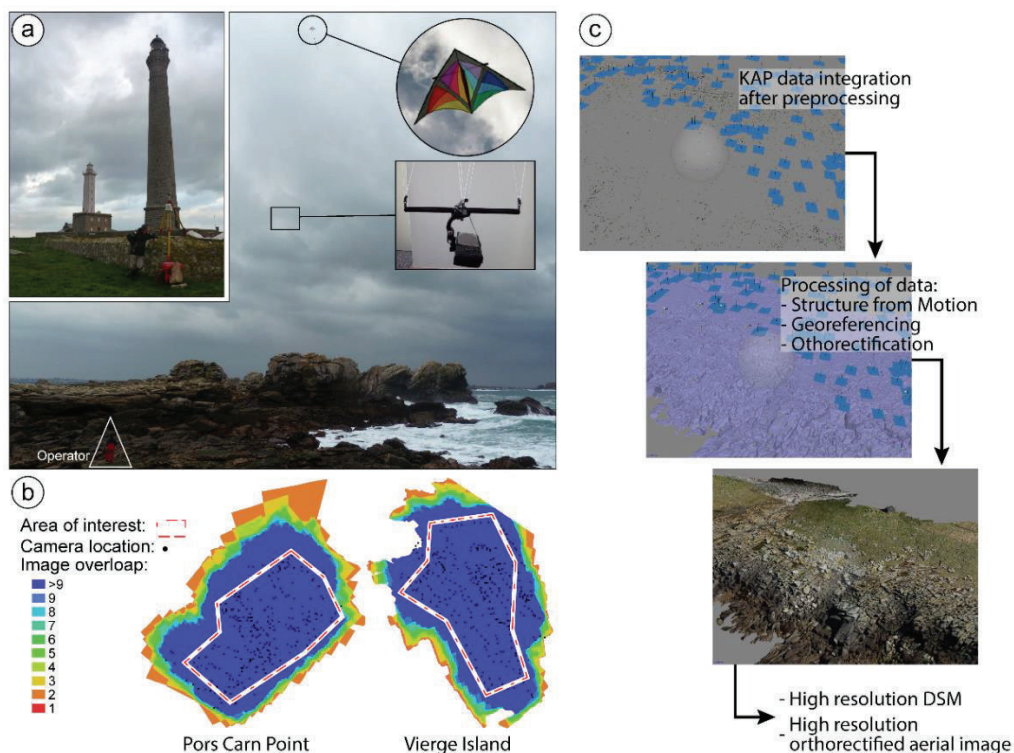 a
Operator
b
Area of interest:
Camera location:
Image overloap:
>9
9
8
7
6
5
4
3
2
1
Pors Carn Point
Vierge Island
c
KAP data integration
after preprocessing
Processing of data:
- Structure from Motion
- Georeferencing
- Othorectification
- High resolution DSM
- High resolution
orthorectified aerial image